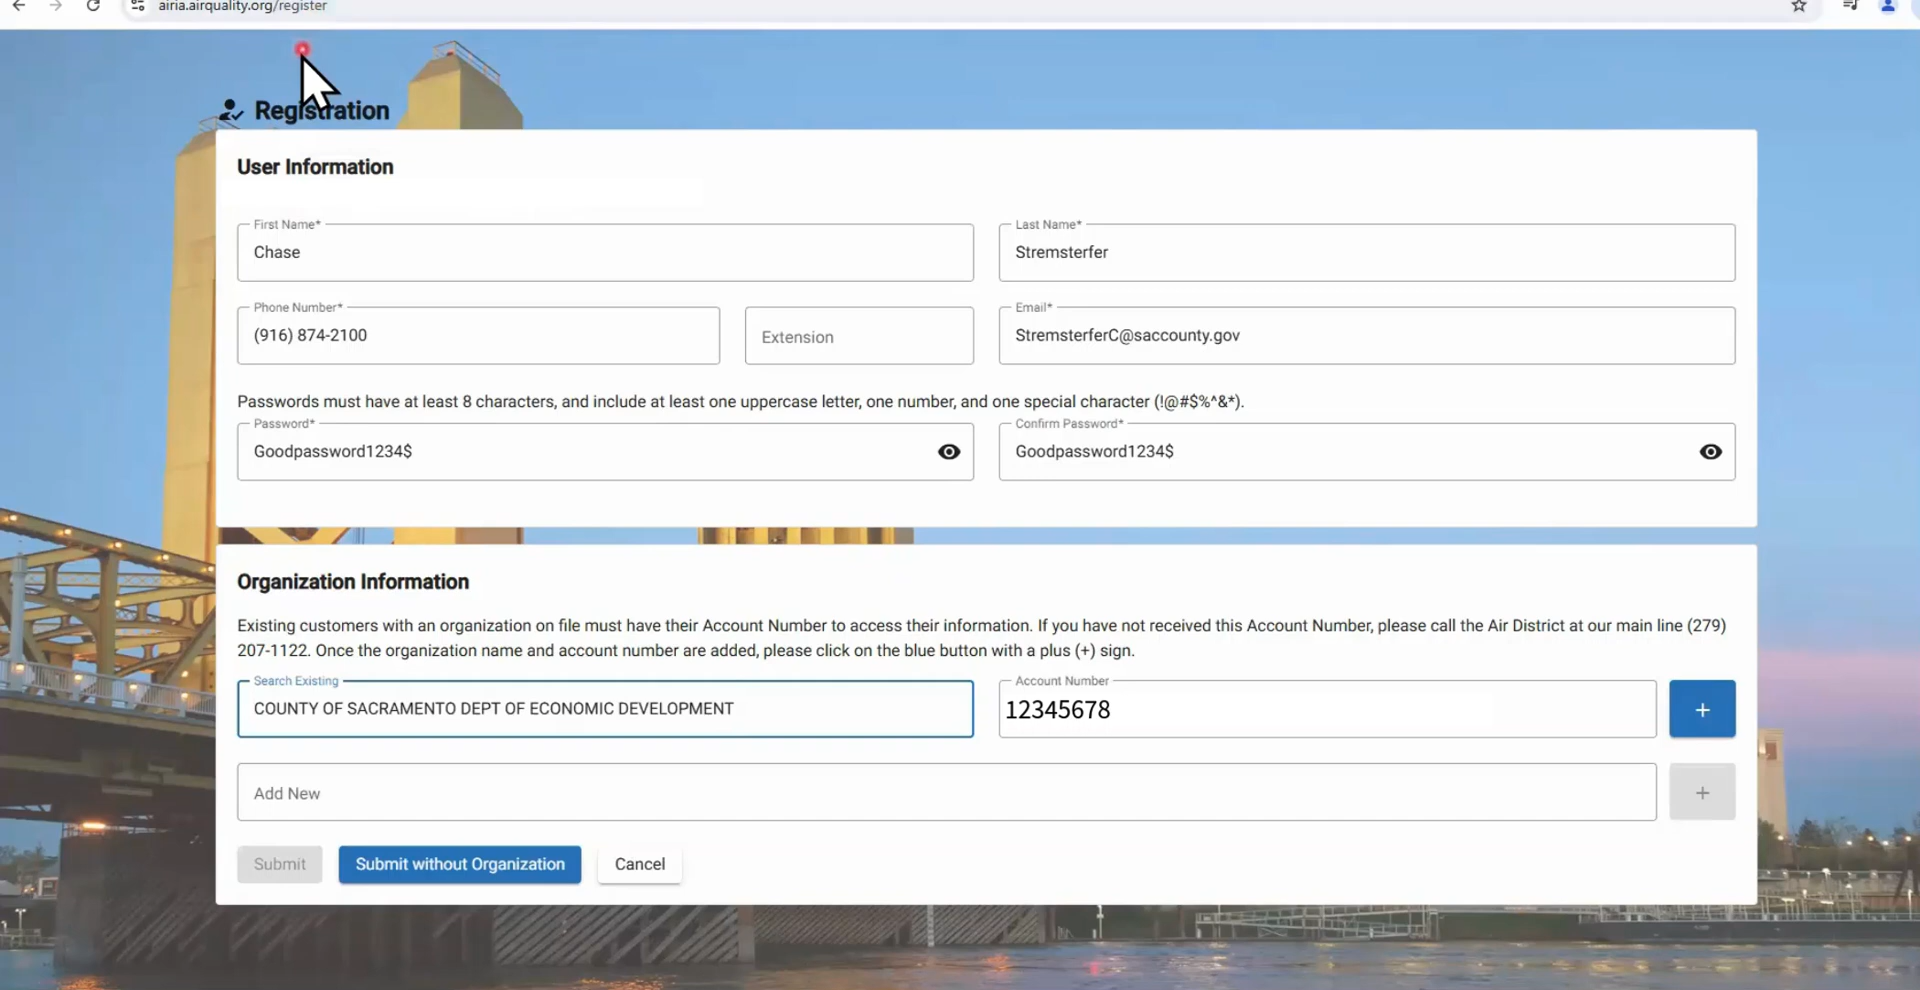 airia.airquality.org/register
Registration
User Information
First Name*
Chase
Last Name*
Stremsterfer
Phone Number*
(916) 874-2100
Extension
Email*
StremsterferC@saccounty.gov
Passwords must have at least 8 characters, and include at least one uppercase letter, one number, and one special character (!@#$%^&*).
Password*
Goodpassword1234$
Confirm Password*
Goodpassword1234$
Organization Information
Existing customers with an organization on file must have their Account Number to access their information. If you have not received this Account Number, please call the Air District at our main line (279)
207-1122. Once the organization name and account number are added, please click on the blue button with a plus (+) sign.
Search Existing
COUNTY OF SACRAMENTO DEPT OF ECONOMIC DEVELOPMENT
Account Number
12345678
+
Add New
+
Submit
Submit without Organization
Cancel